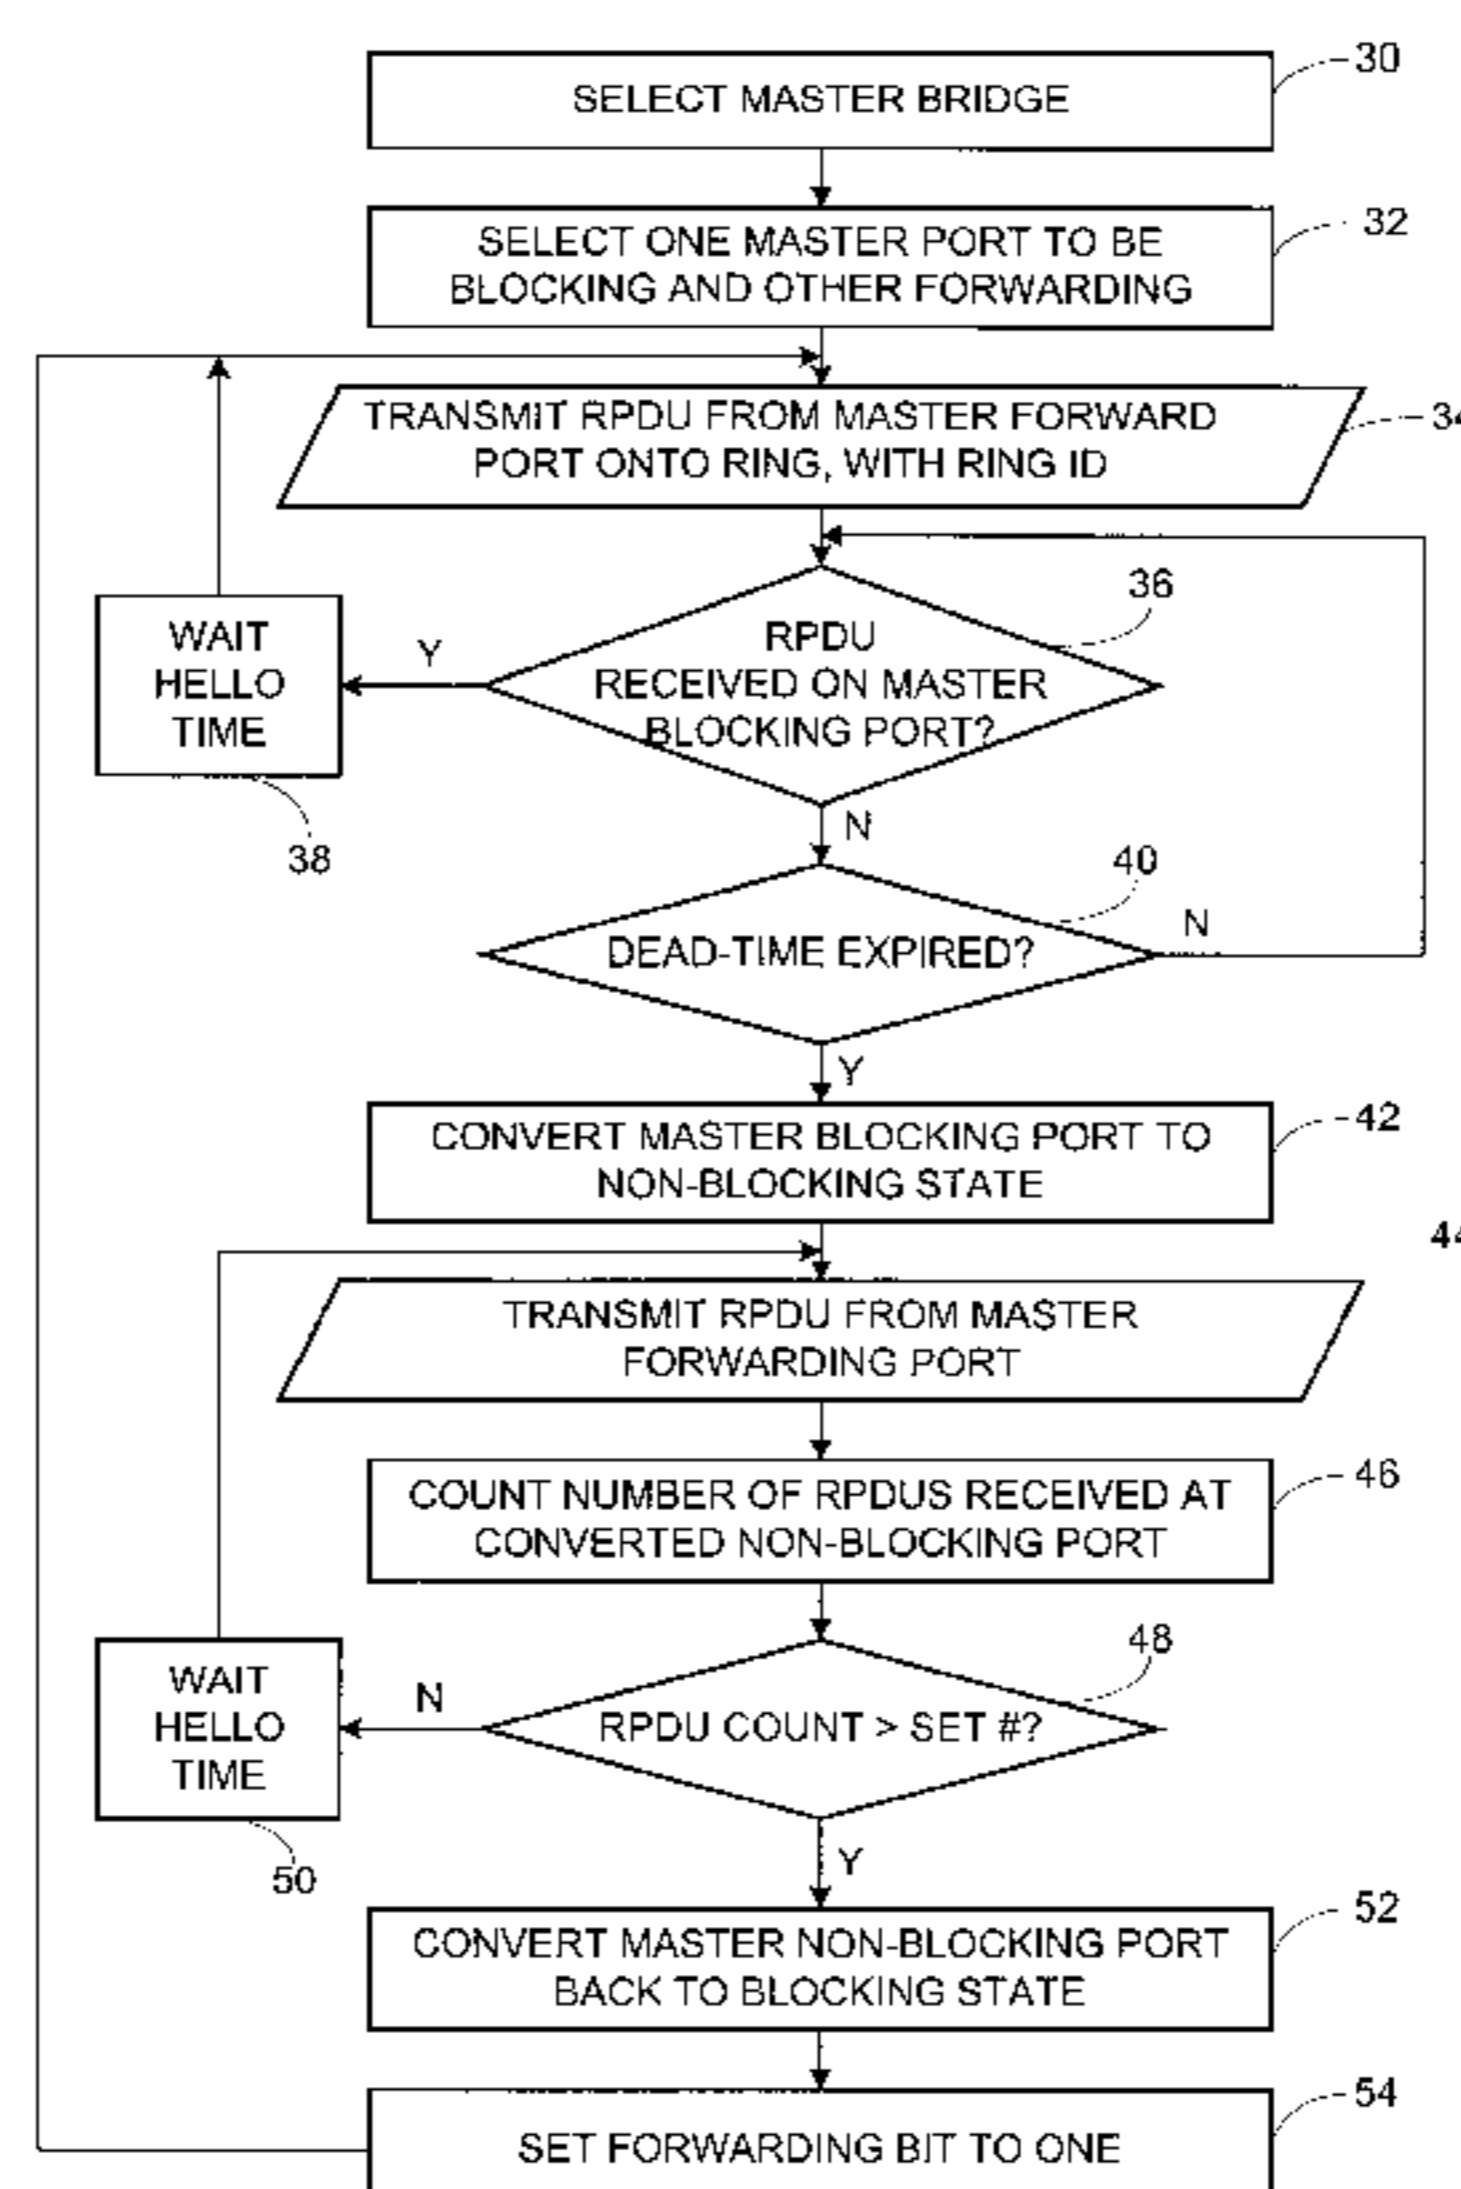 30
SELECT MASTER BRIDGE
32
SELECT ONE MASTER PORT TO BE
BLOCKING AND OTHER FORWARDING
34
TRANSMIT RPDU FROM MASTER FORWARD
PORT ONTO RING, WITH RING ID
36
RPDU
RECEIVED ON MASTER
BLOCKING PORT?
Y
WAIT
HELLO
TIME
38
N
40
DEAD-TIME EXPIRED?
N
Y
CONVERT MASTER BLOCKING PORT TO
NON-BLOCKING STATE
42
44
TRANSMIT RPDU FROM MASTER
FORWARDING PORT
COUNT NUMBER OF RPDUS RECEIVED AT
CONVERTED NON-BLOCKING PORT
46
48
RPDU COUNT > SET #?
N
WAIT
HELLO
TIME
50
Y
CONVERT MASTER NON-BLOCKING PORT
BACK TO BLOCKING STATE
52
54
SET FORWARDING BIT TO ONE